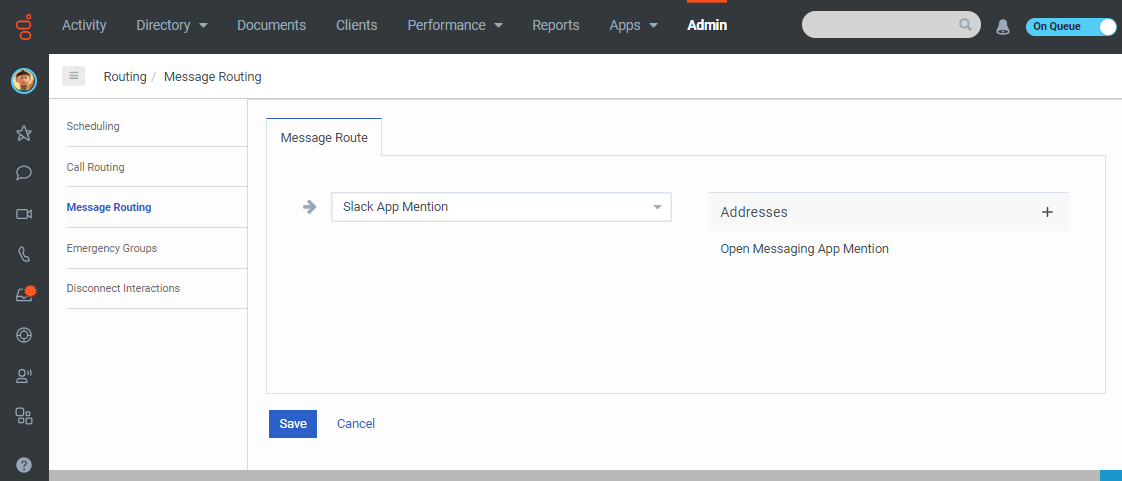 Activity Directory Documents Clients Performance Reports Apps Admin On Queue
Routing / Message Routing
Scheduling
Call Routing
Message Routing
Emergency Groups
Disconnect Interactions
Message Route
Slack App Mention
Addresses +
Open Messaging App Mention
Save Cancel
?